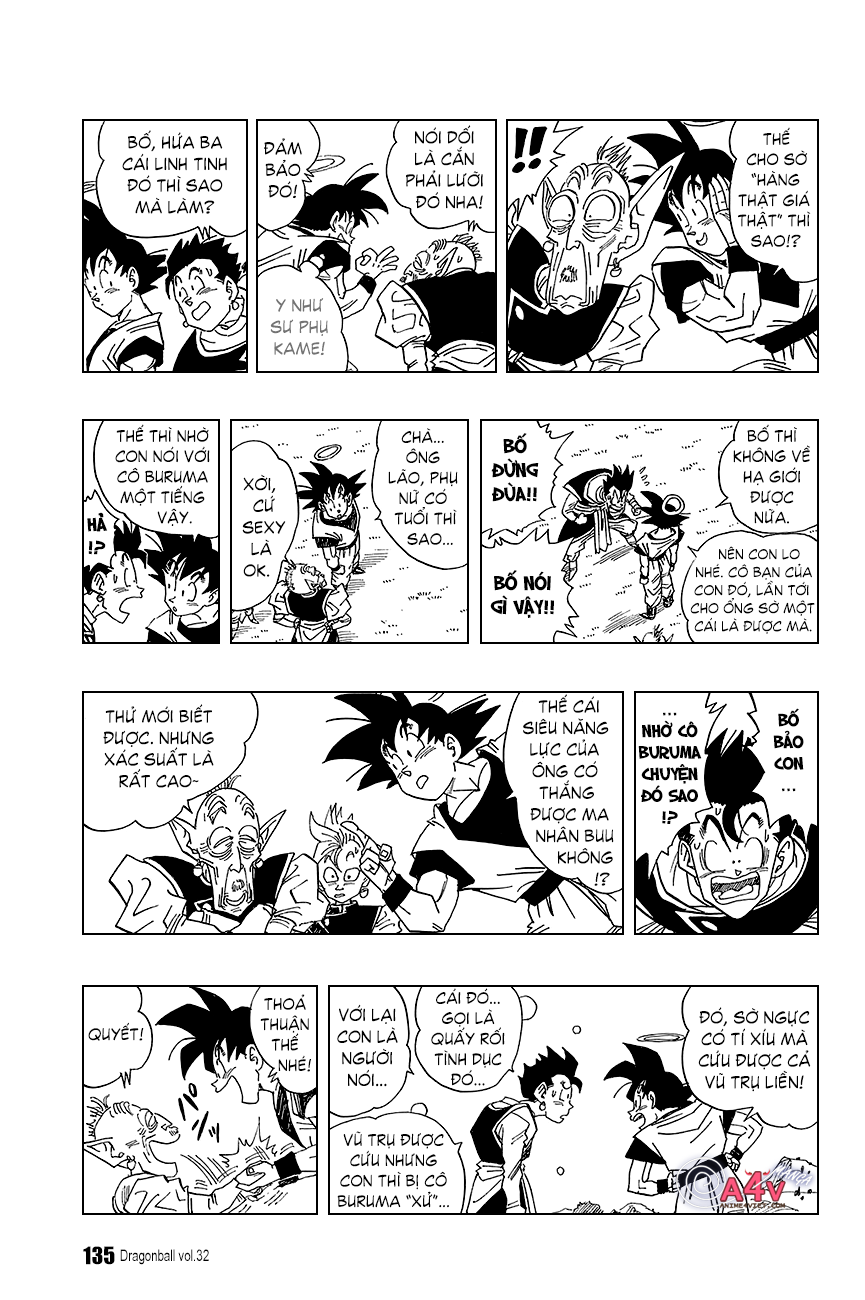 THẾ
CHO SỜ
"HÀNG
THẬT GIÁ
THẬT" THÌ
SAO!?
!!
NÓI DỐI
LÀ CẮN
PHẢI LƯỠI
ĐÓ NHA!
ĐẢM
BẢO
ĐÓ!
Y NHƯ
SƯ PHỤ
KAME!
BỐ, HỨA BA
CÁI LINH TINH
ĐÓ THÌ SAO
MÀ LÀM?
BỐ THÌ
KHÔNG VỀ
HẠ GIỚI
ĐƯỢC
NỮA.
NÊN CON LO
NHÉ. CÔ BẠN CỦA
CON ĐÓ, LẦN TỚI
CHO ỔNG SỜ MỘT
CÁI LÀ ĐƯỢC MÀ.
BỐ
ĐỪNG
ĐÙA!!
BỐ NÓI
GÌ VẬY!!
CHÀ...
ÔNG
LÃO, PHỤ
NỮ CÓ
TUỔI THÌ
SAO...
XỜI,
CỨ
SEXY
LÀ
OK.
THẾ THÌ NHỜ
CON NÓI VỚI
CÔ BURUMA
MỘT TIẾNG
VẬY.
HẢ
!?
BỐ
BẢO
CON
...
...
NHỜ CÔ
BURUMA
CHUYỆN
ĐÓ SAO
!?
THẾ CÁI
SIÊU NĂNG
LỰC CỦA
ÔNG CÓ
THẮNG
ĐƯỢC MA
NHÂN BUU
KHÔNG
!?
THỬ MỚI BIẾT
ĐƯỢC. NHƯNG
XÁC SUẤT LÀ
RẤT CAO~
ĐÓ, SỜ NGỰC
CÓ TÍ XÍU MÀ
CỨU ĐƯỢC CẢ
VŨ TRỤ LIỀN!
CÁI ĐÓ...
GỌI LÀ
QUẤY RỐI
TÌNH DỤC
ĐÓ...
VỚI LẠI
CON LÀ
NGƯỜI
NÓI...
VŨ TRỤ ĐƯỢC
CỨU NHƯNG
CON THÌ BỊ CÔ
BURUMA "XỬ"...
THOẢ
THUẬN
THẾ
NHÉ!
QUYẾT!
パパッ
A4V
Manga
ANIME4VIET.COM
135 Dragonball vol.32